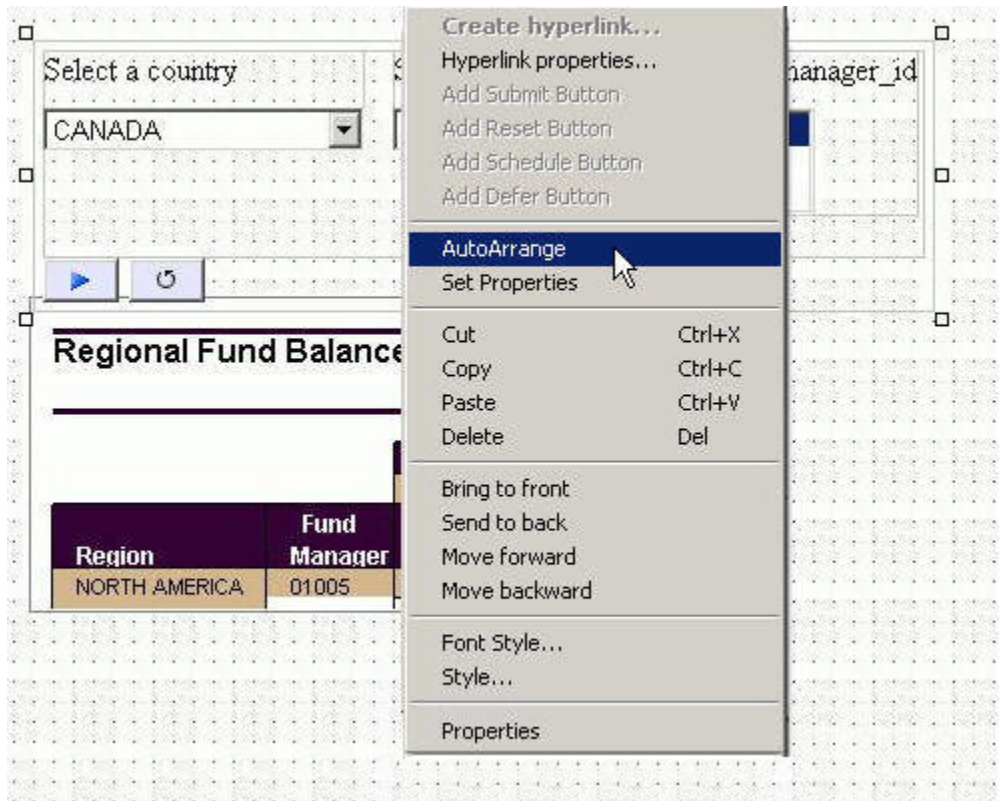 Select a country
manager_id
CANADA
Regional Fund Balance
Region
Fund
Manager
NORTH AMERICA 01005
Create hyperlink...
Hyperlink properties...
Add Submit Button
Add Reset Button
Add Schedule Button
Add Defer Button
AutoArrange
Set Properties
Cut Ctrl+X
Copy Ctrl+C
Paste Ctrl+V
Delete Del
Bring to front
Send to back
Move forward
Move backward
Font Style...
Style...
Properties